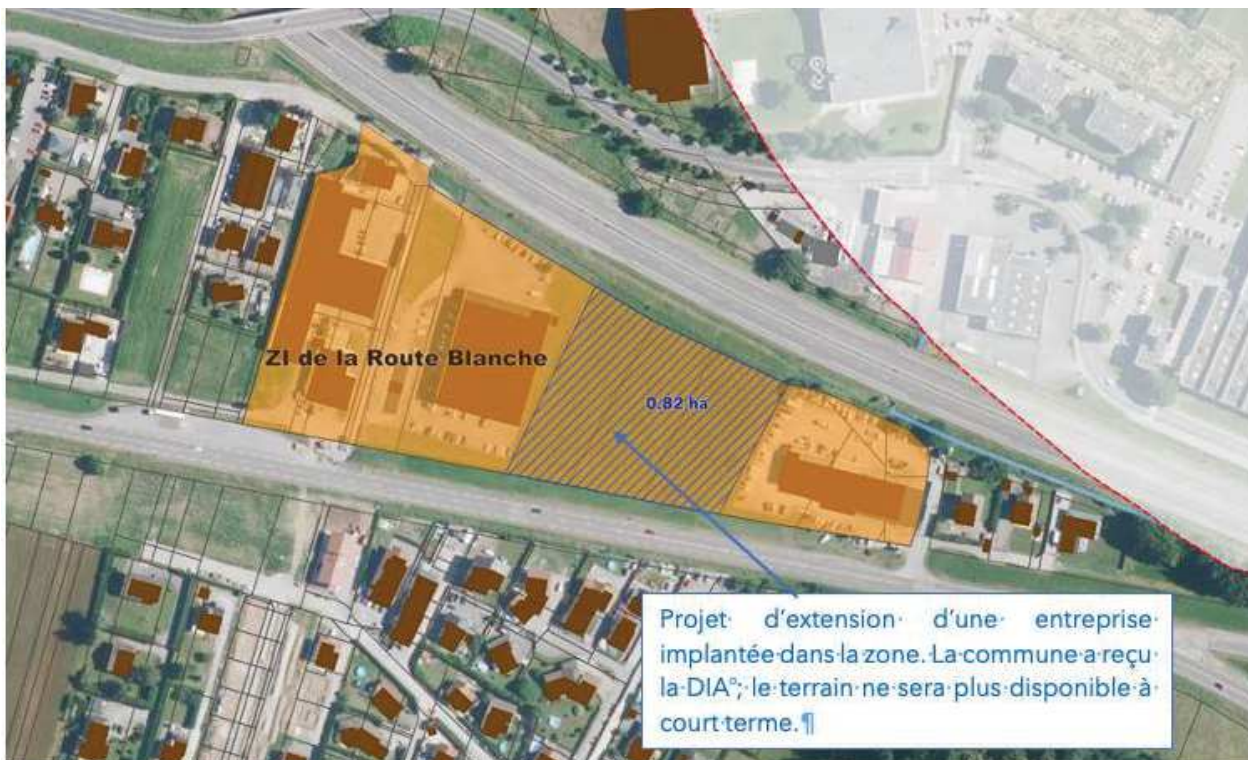 ZI de la Route Blanche
0.82 ha
Projet· d'extension· d'une· entreprise·
implantée·dans·la·zone.·La·commune·a·reçu·
la·DIA°;·le·terrain·ne·sera·plus·disponible·à·
court·terme.¶